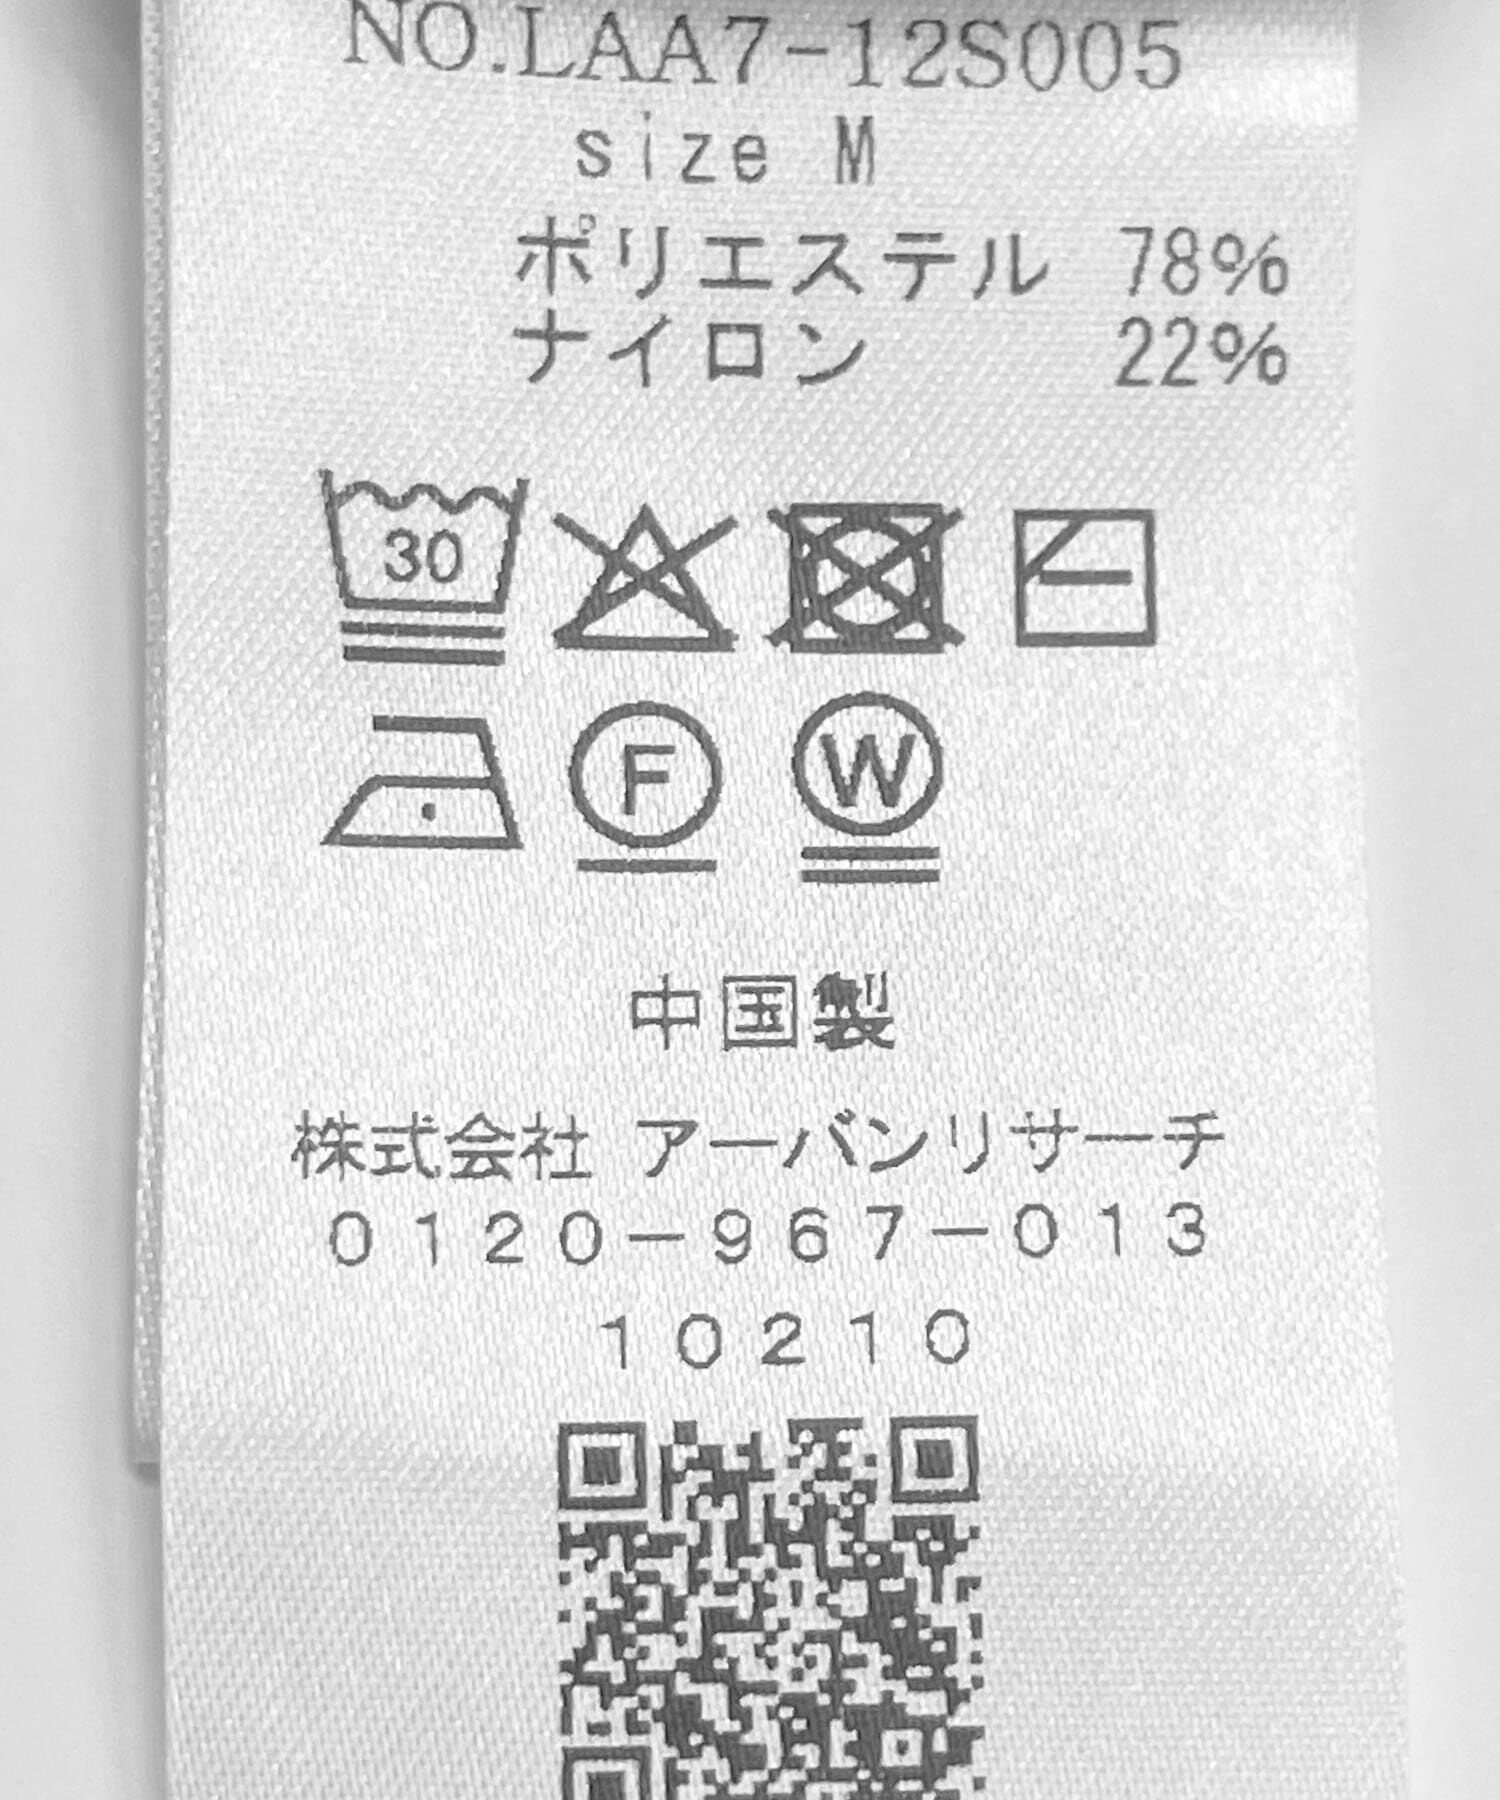 NO.LAA7-12S005
size M
ポリエステル 78%
ナイロン 22%
30
F W
中国製
株式会社 アーバンリサーチ
0120-967-013
10210